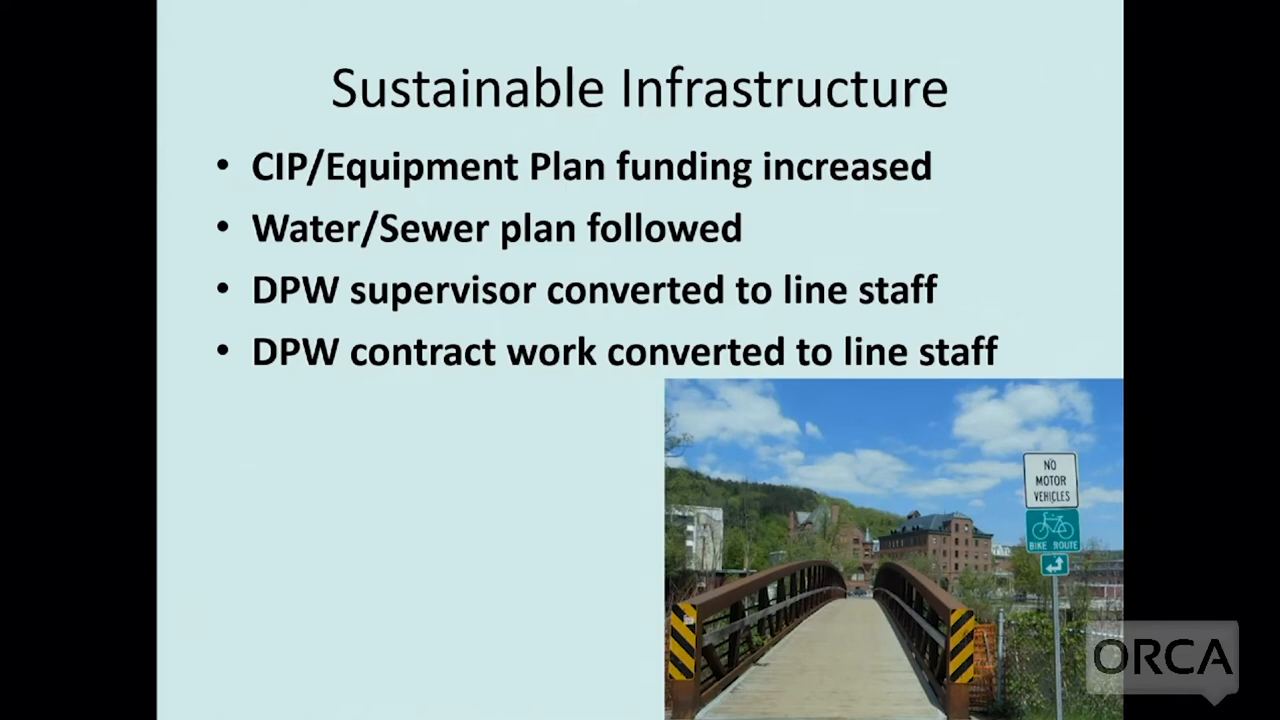 Sustainable Infrastructure
• CIP/Equipment Plan funding increased
• Water/Sewer plan followed
• DPW supervisor converted to line staff
• DPW contract work converted to line staff
NO
MOTOR
VEHICLES
BIKE ROUTE
ORCA